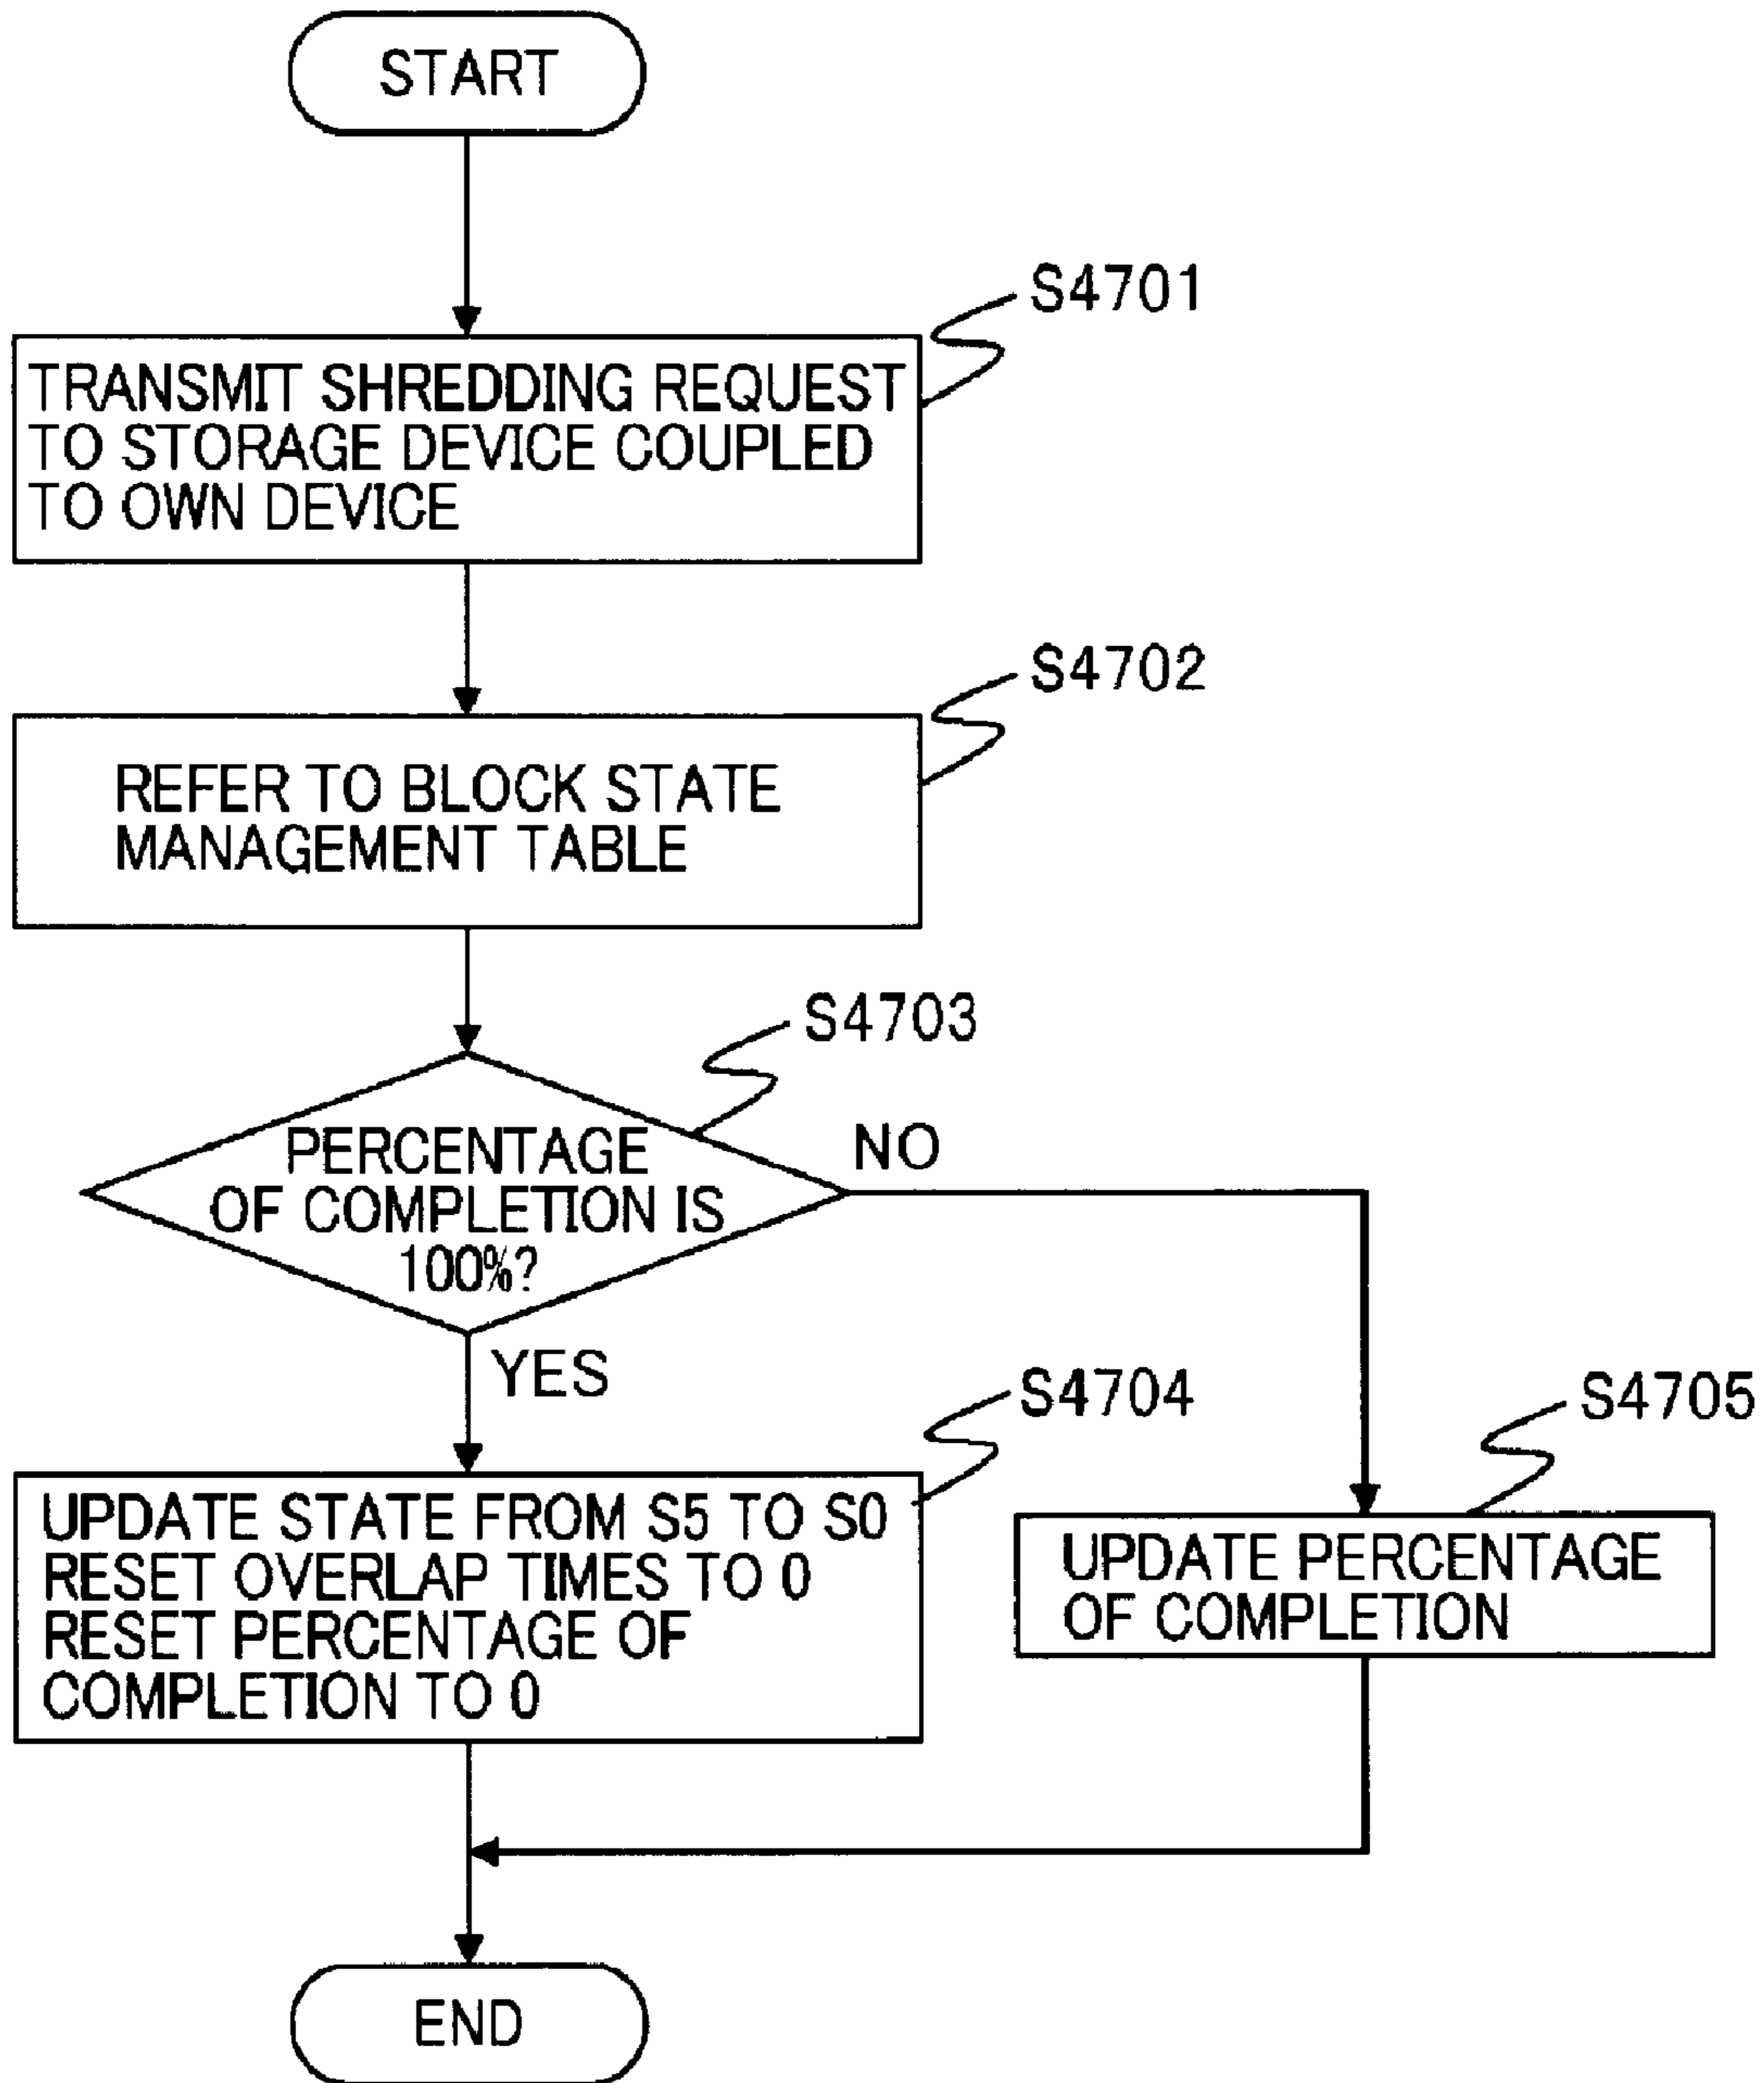 START
S4701
TRANSMIT SHREDDING REQUEST
TO STORAGE DEVICE COUPLED
TO OWN DEVICE
S4702
REFER TO BLOCK STATE
MANAGEMENT TABLE
S4703
PERCENTAGE
OF COMPLETION IS
100%?
NO
YES
S4704
UPDATE STATE FROM S5 TO S0
RESET OVERLAP TIMES TO 0
RESET PERCENTAGE OF
COMPLETION TO 0
S4705
UPDATE PERCENTAGE
OF COMPLETION
END